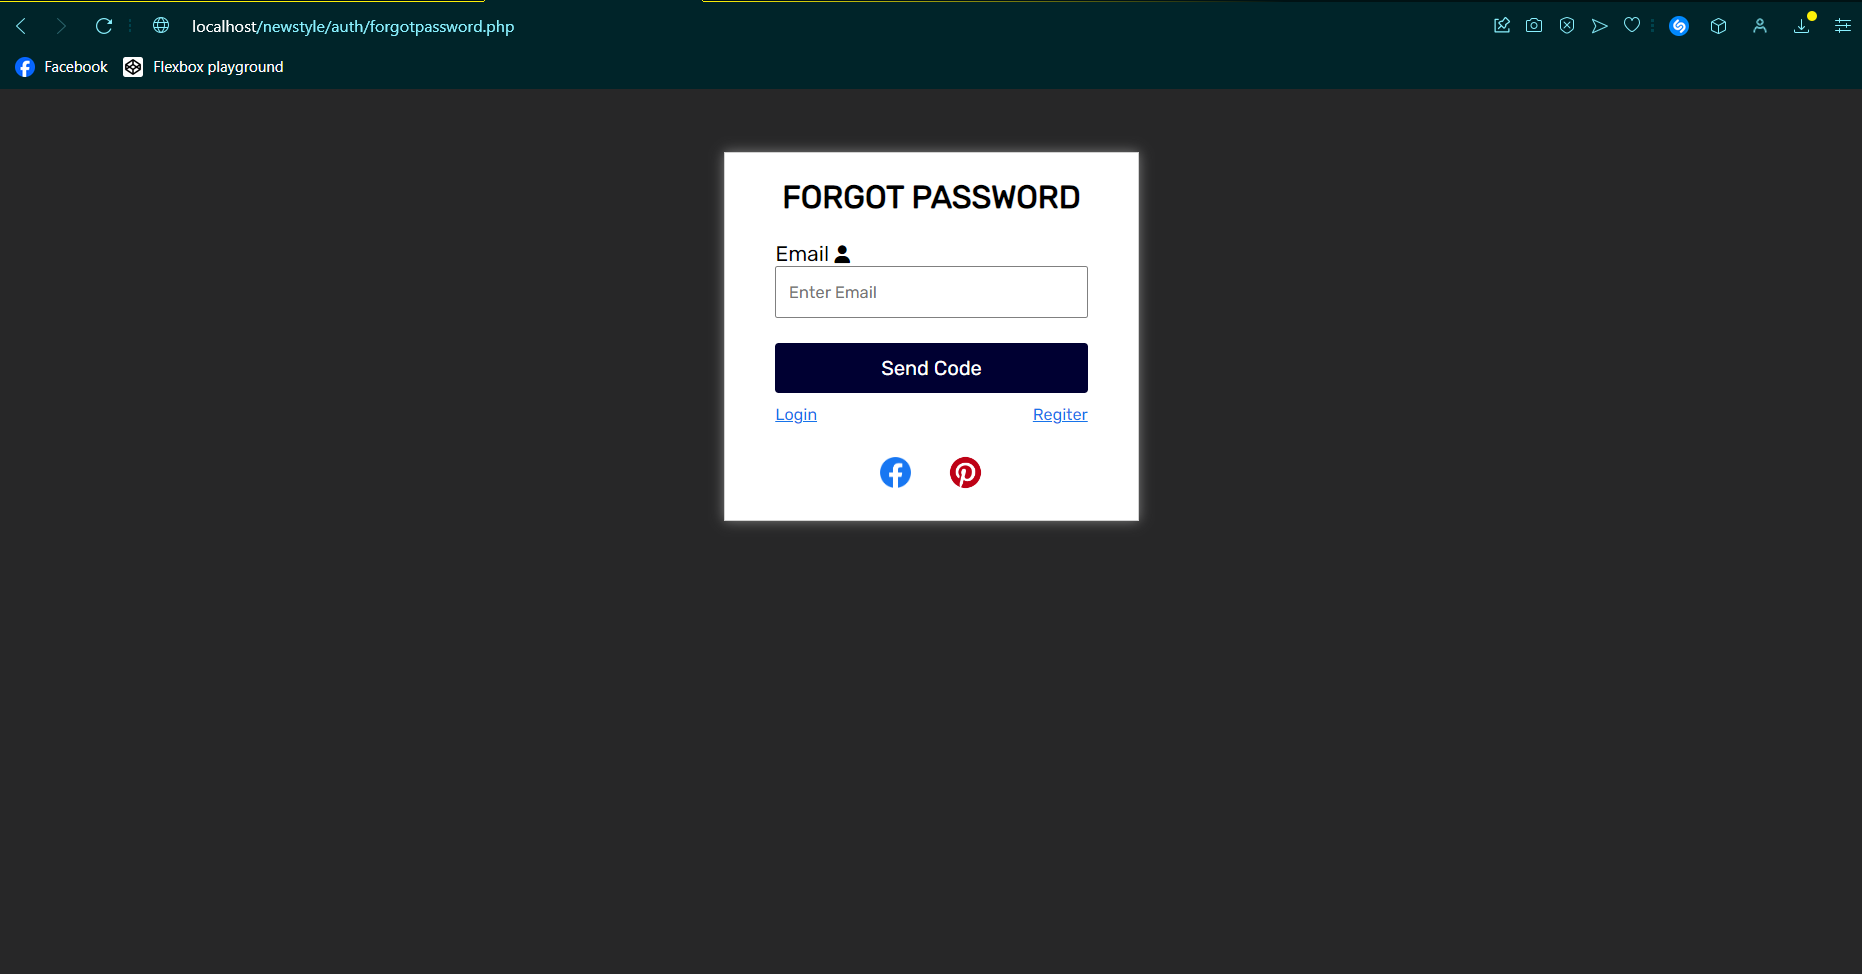 localhost/newstyle/auth/forgotpassword.php
Facebook Flexbox playground
FORGOT PASSWORD
Email
Enter Email
Send Code
Login Regiter